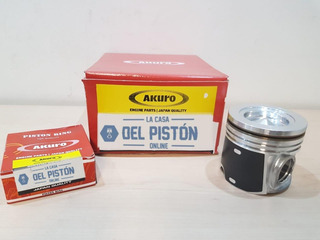 AKURO
ENGINE PARTS / JAPAN QUALITY
LA CASA
DEL PISTÓN
ONLINE
PISTON RING
AKURO
LA CASA
DEL PISTÓN
ONLINE